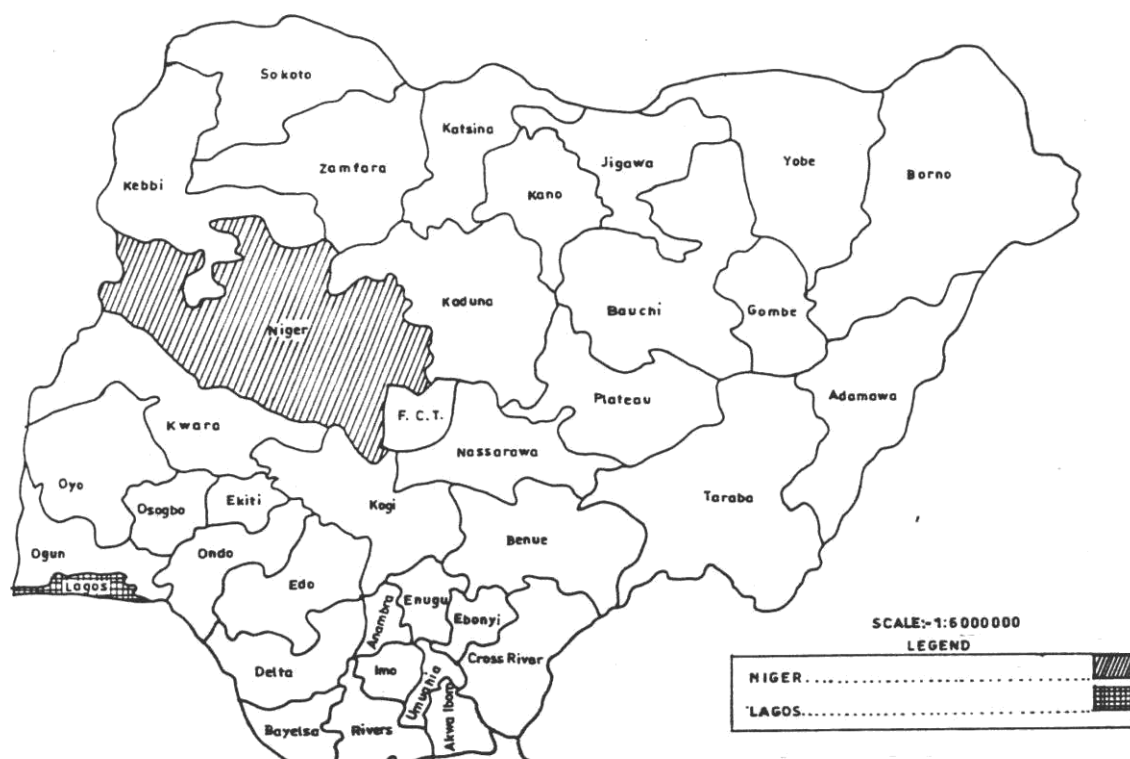 Sokoto
Katsina
Zamfara
Jigawa
Yobe
Borno
Kebbi
Kano
Kaduna
Bauchi
Gombe
Niger
Plateau
Adamawa
F.C.T.
Kwara
Nassarawa
Taraba
Oyo
Osogbo
Ekiti
Kogi
Benue
Ogun
Ondo
Edo
Lagos
Anambra
Enugu
Ebonyi
Cross River
Delta
Imo
Umuahia
Akwa Ibom
Bayelsa
Rivers
SCALE:-1:6000000
LEGEND
NIGER
LAGOS